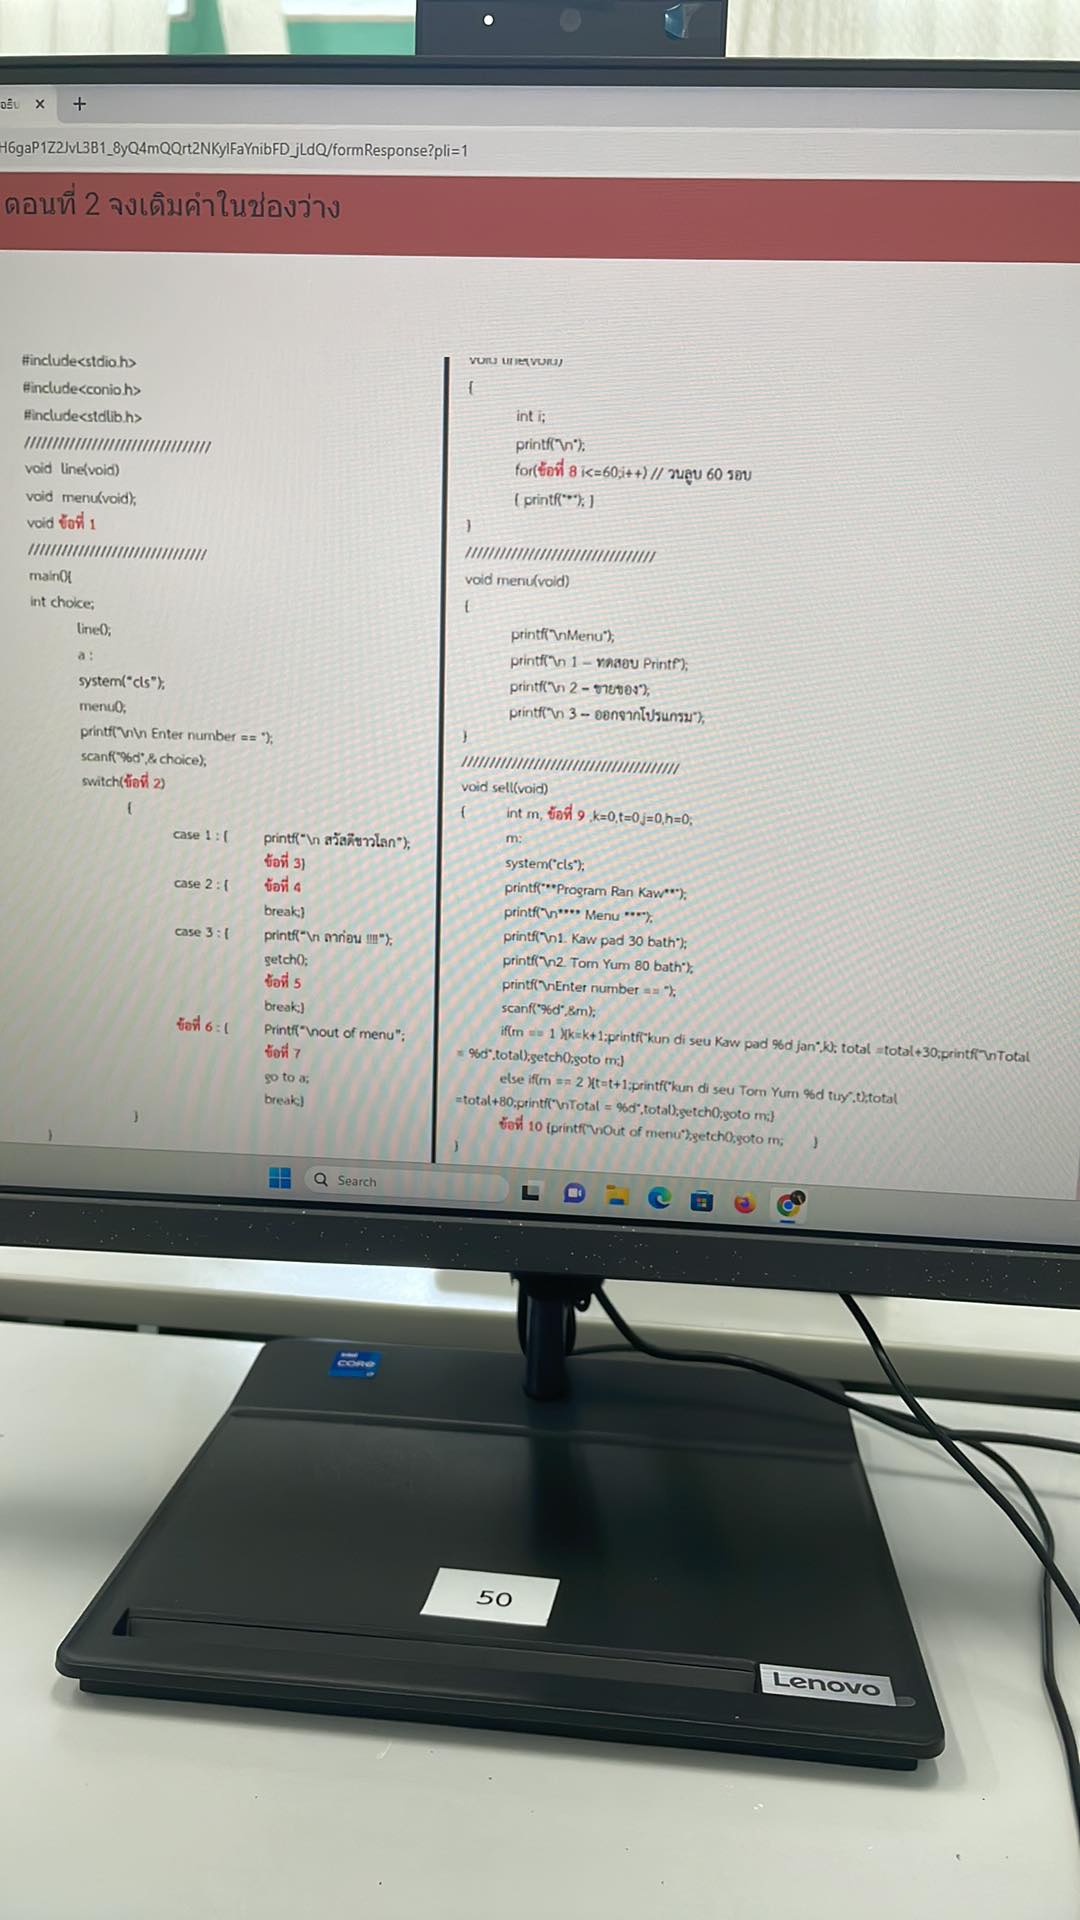 +
H6gaP1Z2JvL3B1_8yQ4mQQrt2NKylFaYnibFD_jLdQ/formResponse?pli=1
ตอนที่ 2 จงเติมคำในช่องว่าง
#include<stdio.h>
#include<conio.h>
#include<stdlib.h>
////////////////////////////////
void line(void)
void menu(void);
void ข้อที่ 1
////////////////////////////////
main(){
int choice;
line();
a :
system("cls");
menu();
printf("\n\n Enter number == ");
scanf("%d",& choice);
switch(ข้อที่ 2)
{
case 1 : { printf("\n สวัสดีชาวโลก");
ข้อที่ 3}
case 2 : { ข้อที่ 4
break;}
case 3 : { printf("\n ลาก่อน !!!!");
getch();
ข้อที่ 5
break;}
ข้อที่ 6 : { Printf("\nout of menu";
ข้อที่ 7
go to a;
break;}
}
}
void line(void)
{
int i;
printf("\n");
for(ข้อที่ 8 i<=60;i++) // วนลูบ 60 รอบ
{ printf("*"); }
}
////////////////////////////////
void menu(void)
{
printf("\nMenu");
printf("\n 1 – ทดสอบ Printf");
printf("\n 2 – ขายของ");
printf("\n 3 – ออกจากโปรแกรม");
}
////////////////////////////////////
void sell(void)
{ int m, ข้อที่ 9 ,k=0,t=0,j=0,h=0;
m:
system("cls");
printf("**Program Ran Kaw**");
printf("\n**** Menu ***");
printf("\n1. Kaw pad 30 bath");
printf("\n2. Tom Yum 80 bath");
printf("\nEnter number == ");
scanf("%d",&m);
if(m == 1 ){k=k+1;printf("kun di seu Kaw pad %d jan",k); total =total+30;printf("\nTotal
= %d",total);getch();goto m;}
else if(m == 2 ){t=t+1;printf("kun di seu Tom Yum %d tuy",t);total
=total+80;printf("\nTotal = %d",total);getch();goto m;}
ข้อที่ 10 {printf("\nOut of menu");getch();goto m; }
}
Search
intel
CORE
50
Lenovo